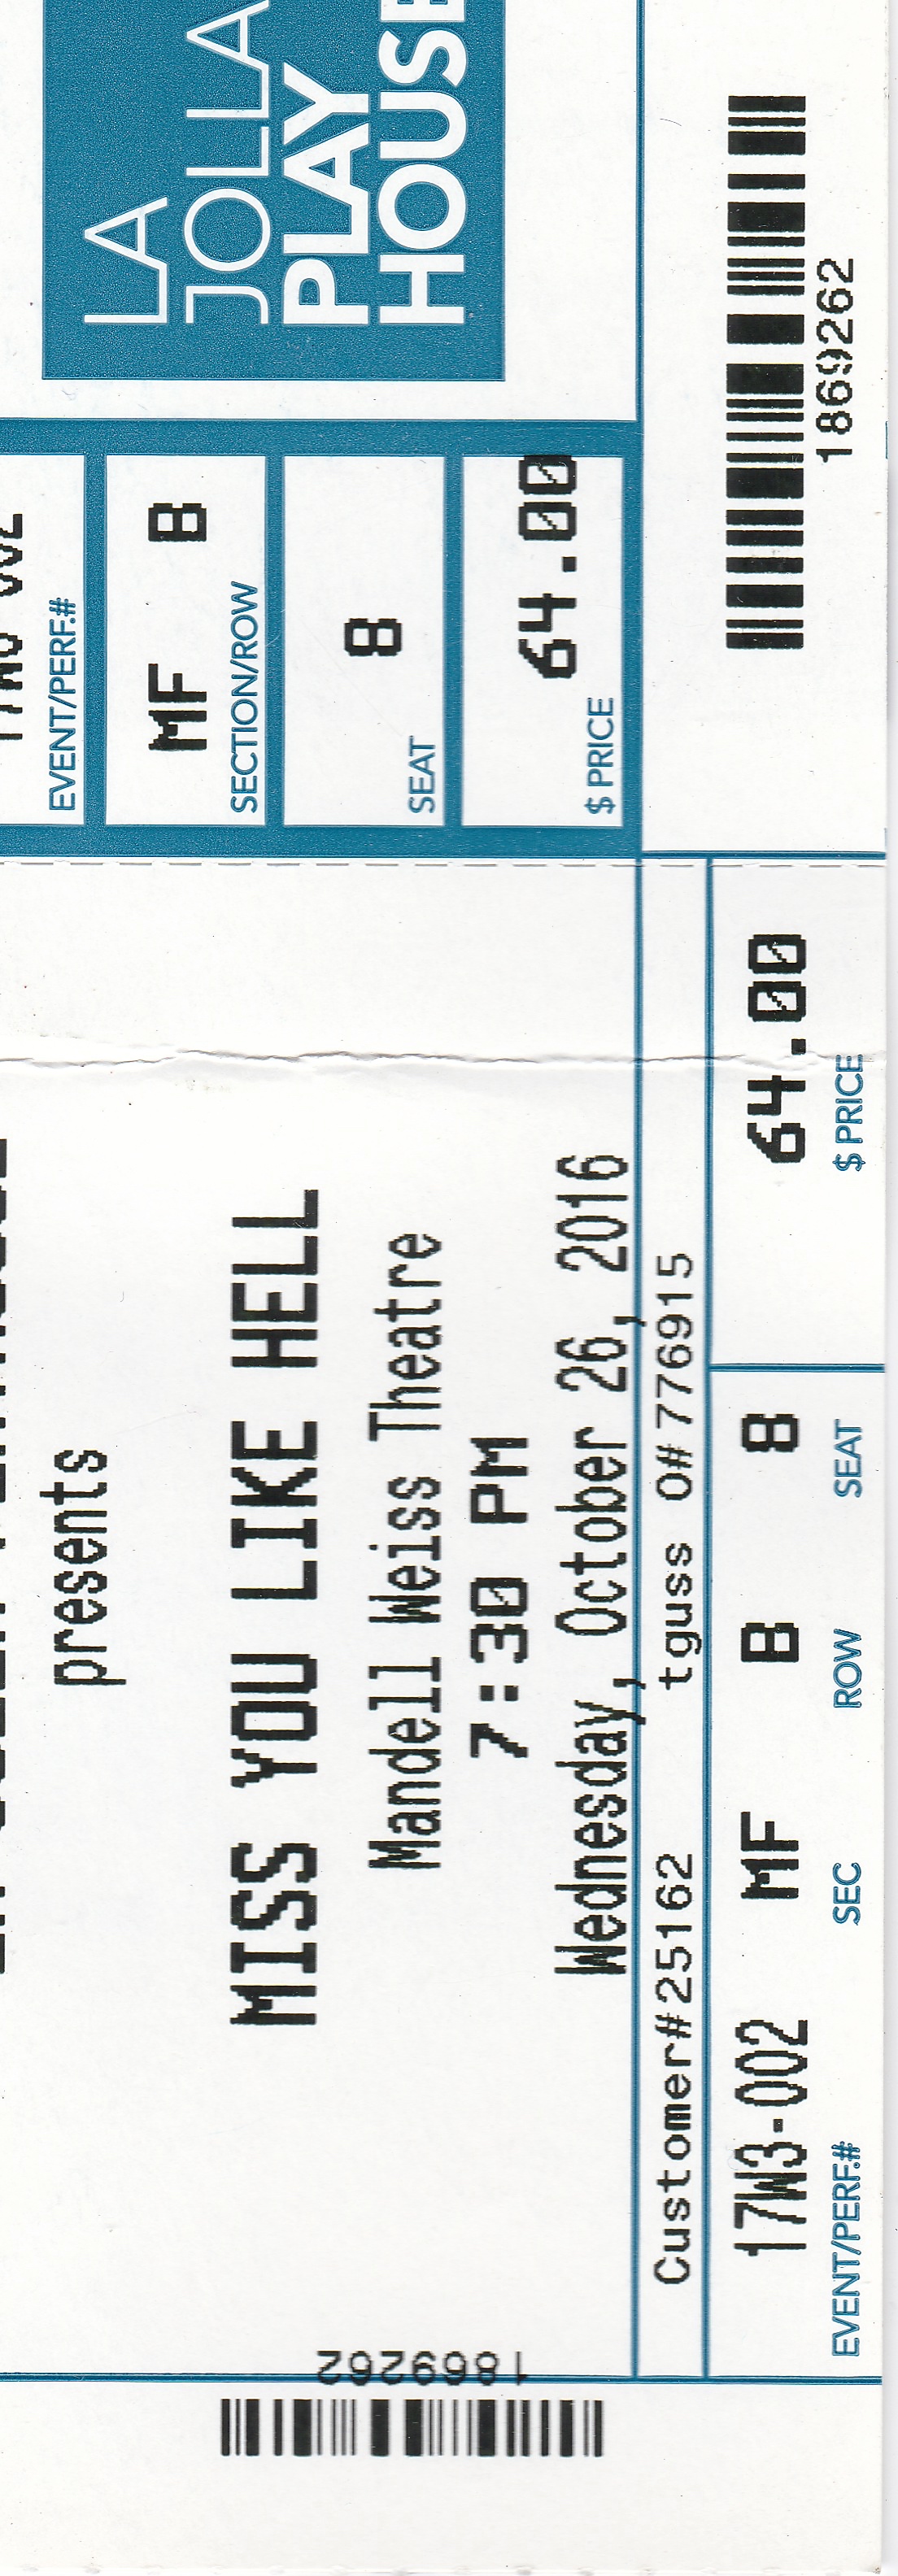 presents
MISS YOU LIKE HELL
Mandell Weiss Theatre
7:30 PM
Wednesday, October 26, 2016
Customer#25162 tguss O#776915
17W3-002 MF B 8 64.00
EVENT/PERF.# SEC ROW SEAT $ PRICE
1869262
EVENT/PERF.#
MF B
SECTION/ROW
8
SEAT
64.00
$ PRICE
LA
JOLLA
PLAY
HOUSE
1869262